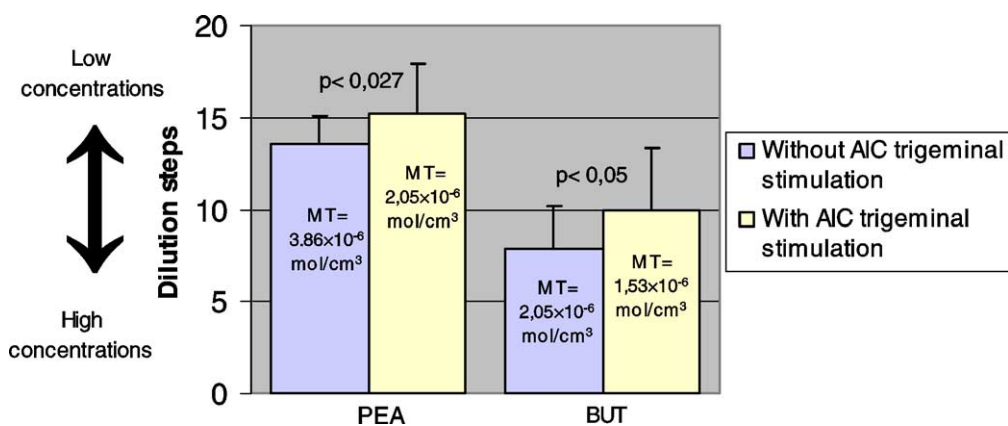 Low
concentrations
High
concentrations
Dilution steps
20
15
10
5
0
p< 0,027
p< 0,05
MT=
3.86×10⁻⁶
mol/cm³
MT=
2,05×10⁻⁶
mol/cm³
MT=
2,05×10⁻⁶
mol/cm³
MT=
1,53×10⁻⁶
mol/cm³
PEA
BUT
Without AIC trigeminal
stimulation
With AIC trigeminal
stimulation